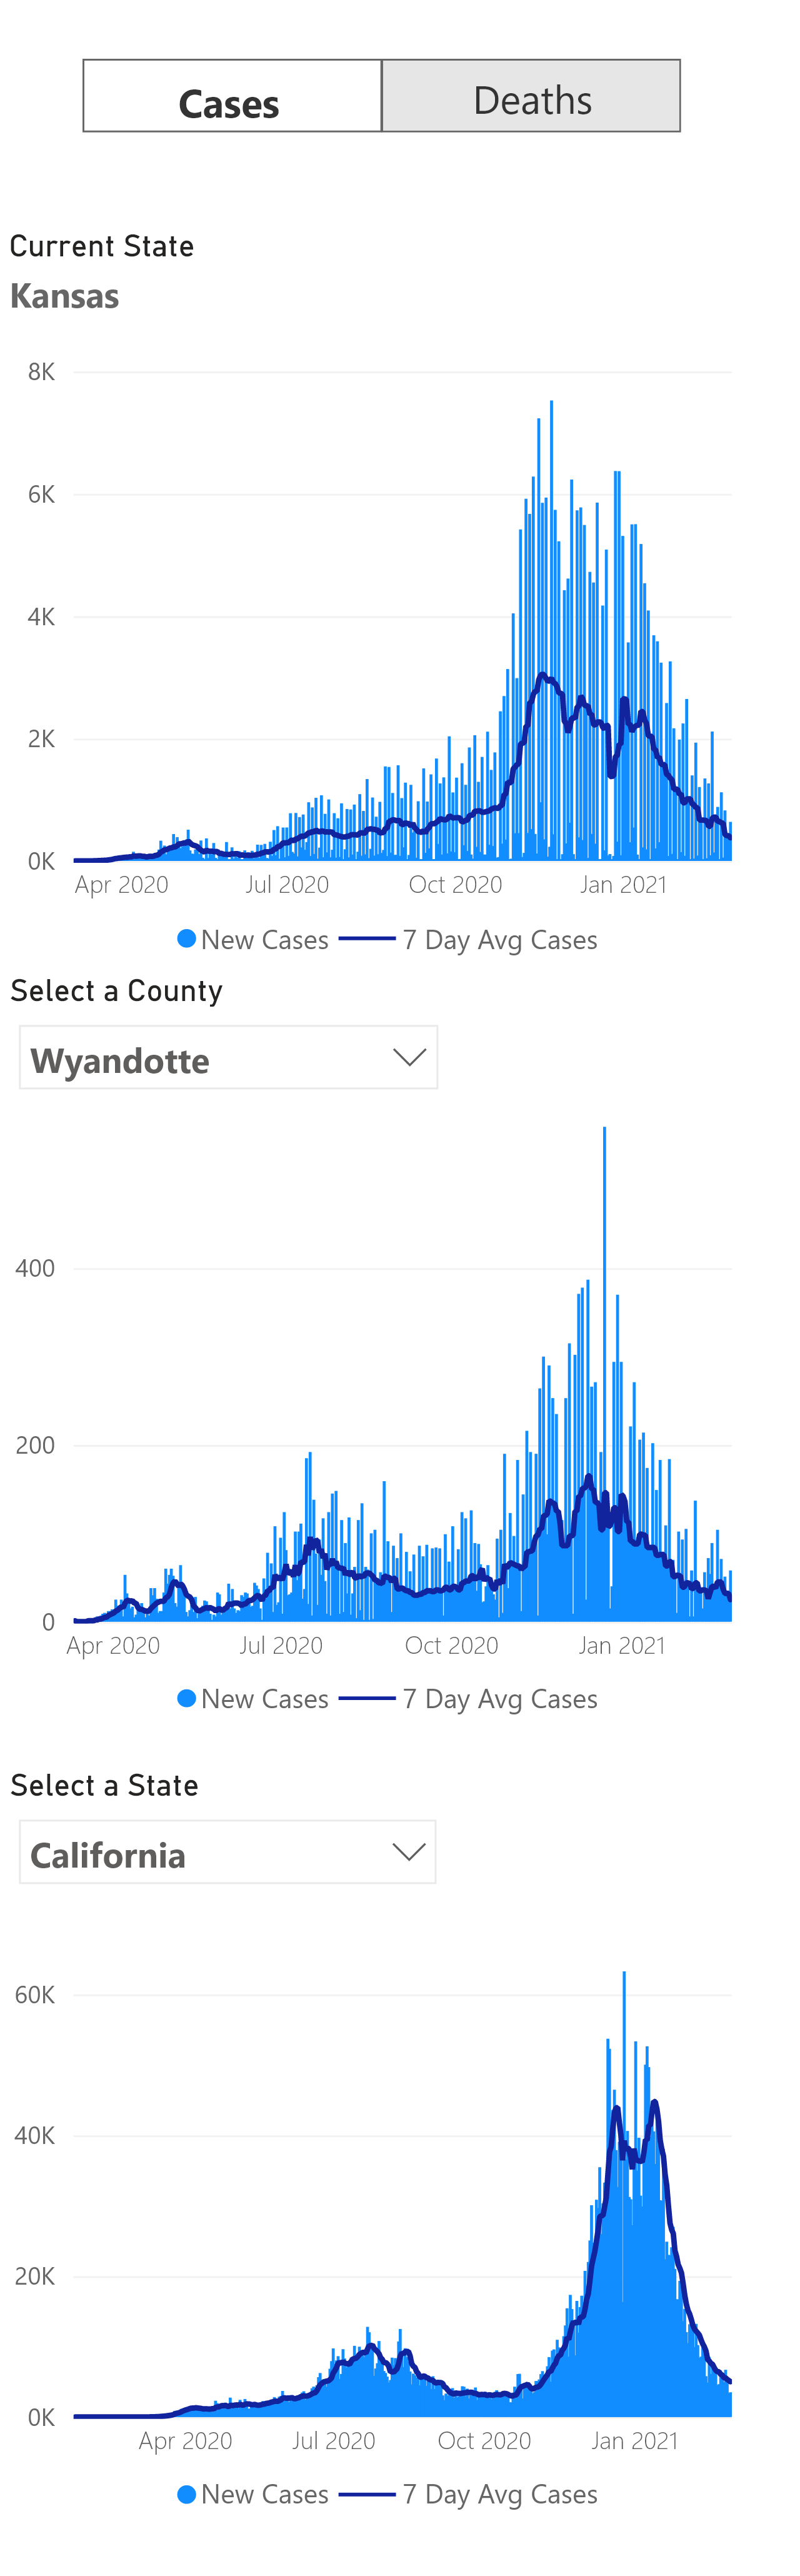 Cases Deaths
Current State
Kansas
8K
6K
4K
2K
0K
Apr 2020 Jul 2020 Oct 2020 Jan 2021
New Cases 7 Day Avg Cases
Select a County
Wyandotte
400
200
0
Apr 2020 Jul 2020 Oct 2020 Jan 2021
New Cases 7 Day Avg Cases
Select a State
California
60K
40K
20K
0K
Apr 2020 Jul 2020 Oct 2020 Jan 2021
New Cases 7 Day Avg Cases